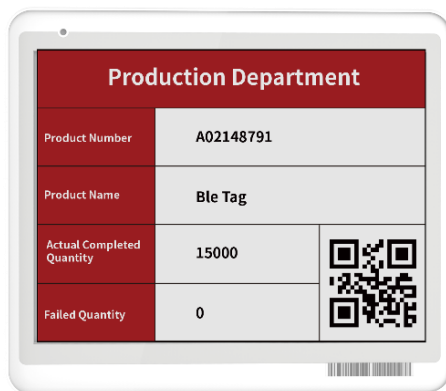 Production Department
Product Number
A02148791
Product Name
Ble Tag
Actual Completed
Quantity
15000
Failed Quantity
0